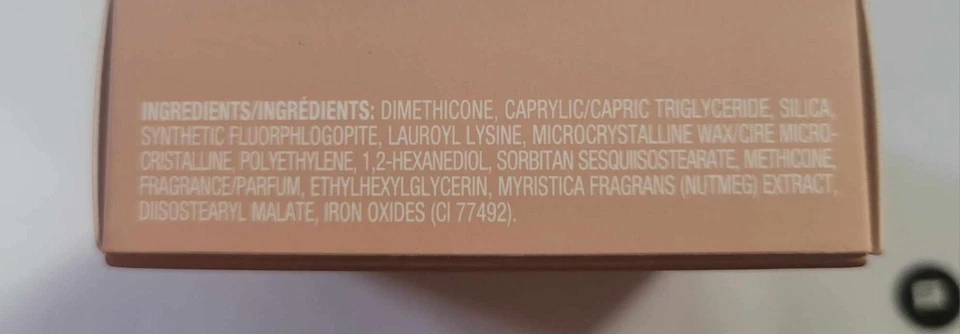 INGREDIENTS/INGRÉDIENTS: DIMETHICONE, CAPRYLIC/CAPRIC TRIGLYCERIDE, SILICA,
SYNTHETIC FLUORPHLOGOPITE, LAUROYL LYSINE, MICROCRYSTALLINE WAX/CIRE MICRO-
CRISTALLINE, POLYETHYLENE, 1,2-HEXANEDIOL, SORBITAN SESQUIISOSTEARATE, METHICONE,
FRAGRANCE/PARFUM, ETHYLHEXYLGLYCERIN, MYRISTICA FRAGRANS (NUTMEG) EXTRACT,
DIISOSTEARYL MALATE, IRON OXIDES (CI 77492).